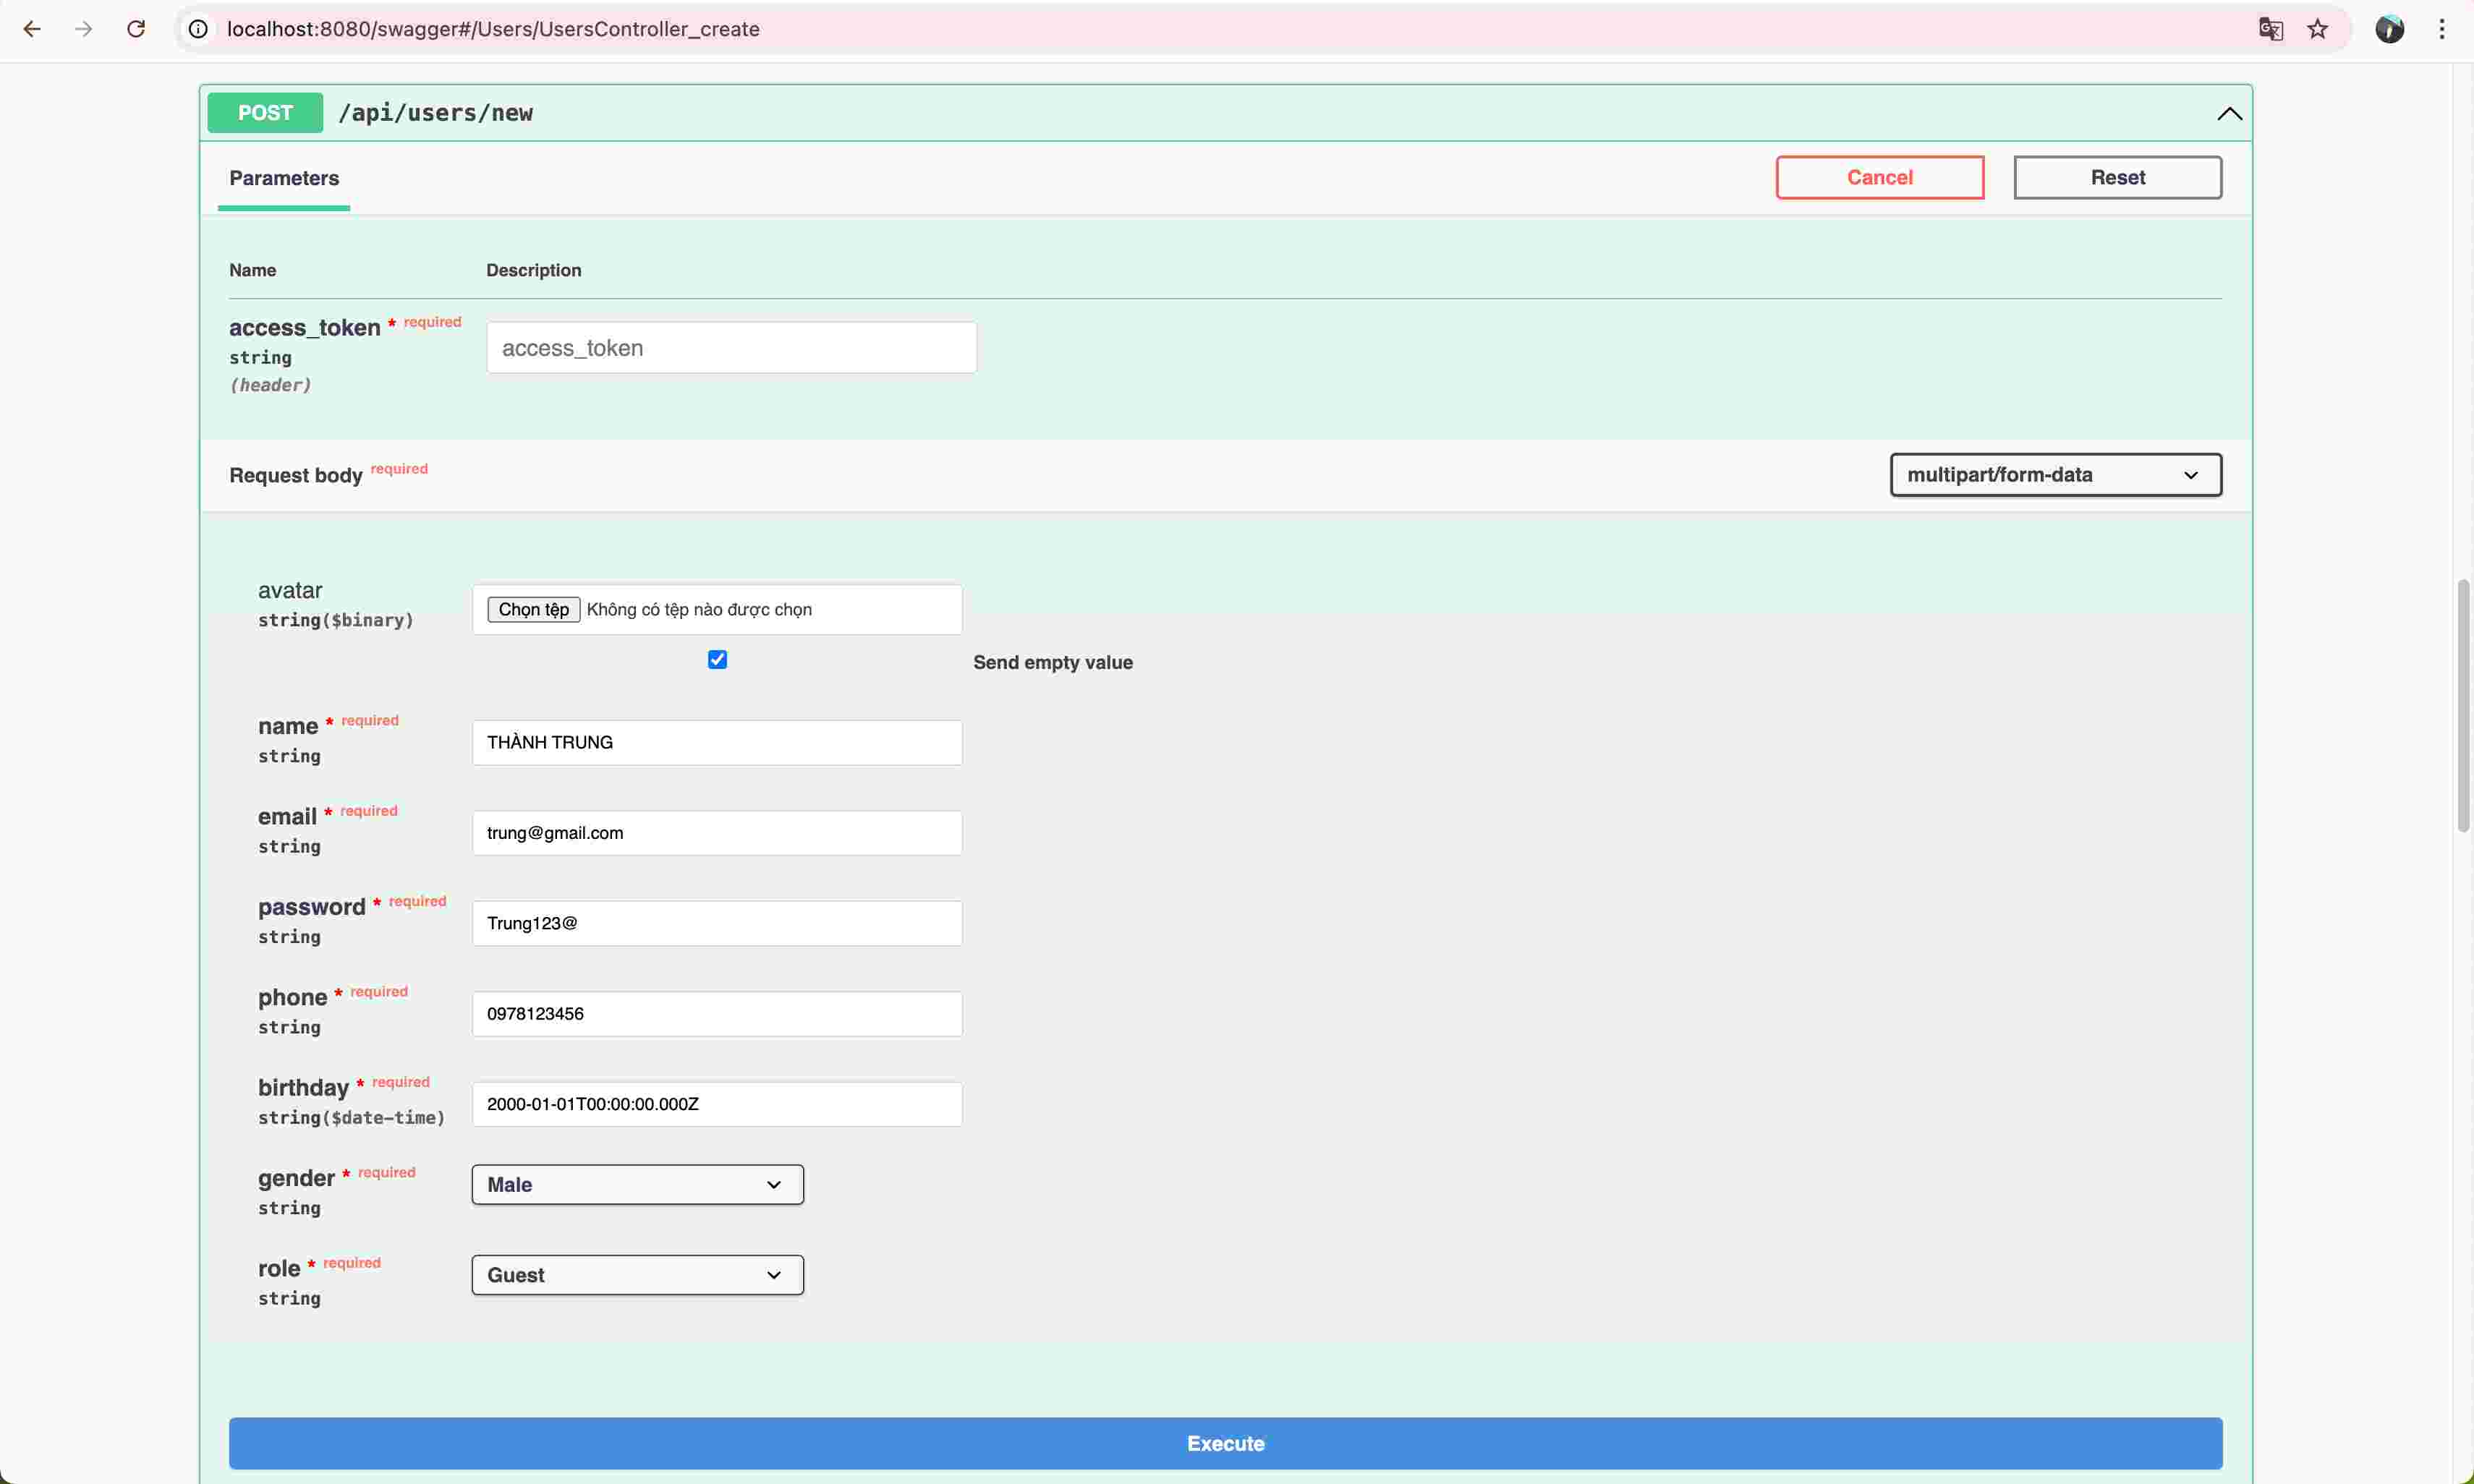 localhost:8080/swagger#/Users/UsersController_create
POST /api/users/new
Parameters Cancel Reset
Name Description
access_token * required access_token
string
(header)
Request body required multipart/form-data
avatar Chọn tệp Không có tệp nào được chọn
string($binary)
Send empty value
name * required THÀNH TRUNG
string
email * required trung@gmail.com
string
password * required Trung123@
string
phone * required 0978123456
string
birthday * required 2000-01-01T00:00:00.000Z
string($date-time)
gender * required Male
string
role * required Guest
string
Execute